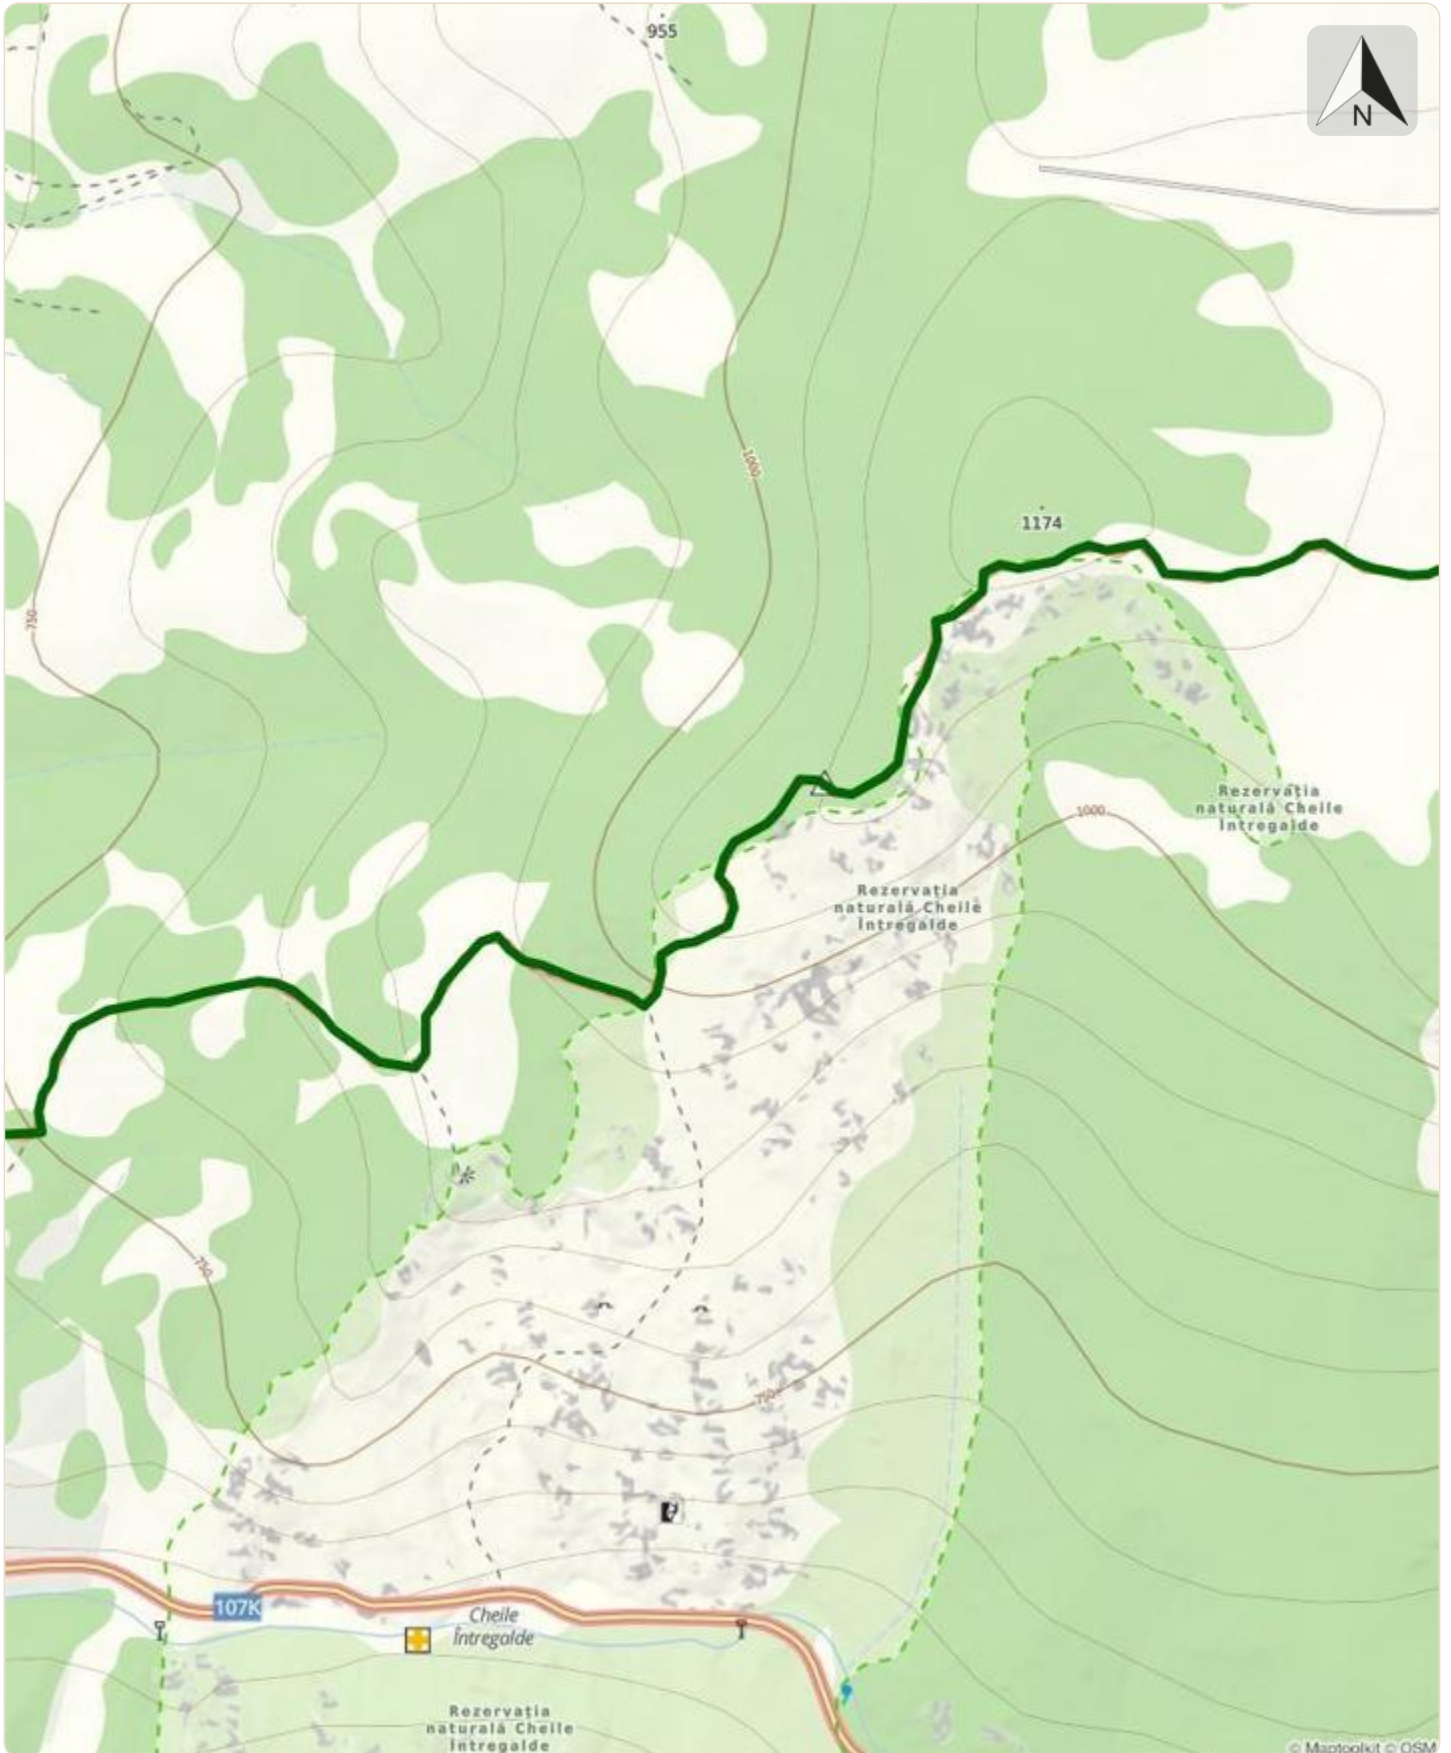 955
N
1000
1174
750
Rezervația
naturală Cheile
Întregalde
1000
Rezervația
naturală Cheile
Întregalde
750
750
107K
Cheile
Întregalde
Rezervația
naturală Cheile
Întregalde
© Maptoolkit © OSM